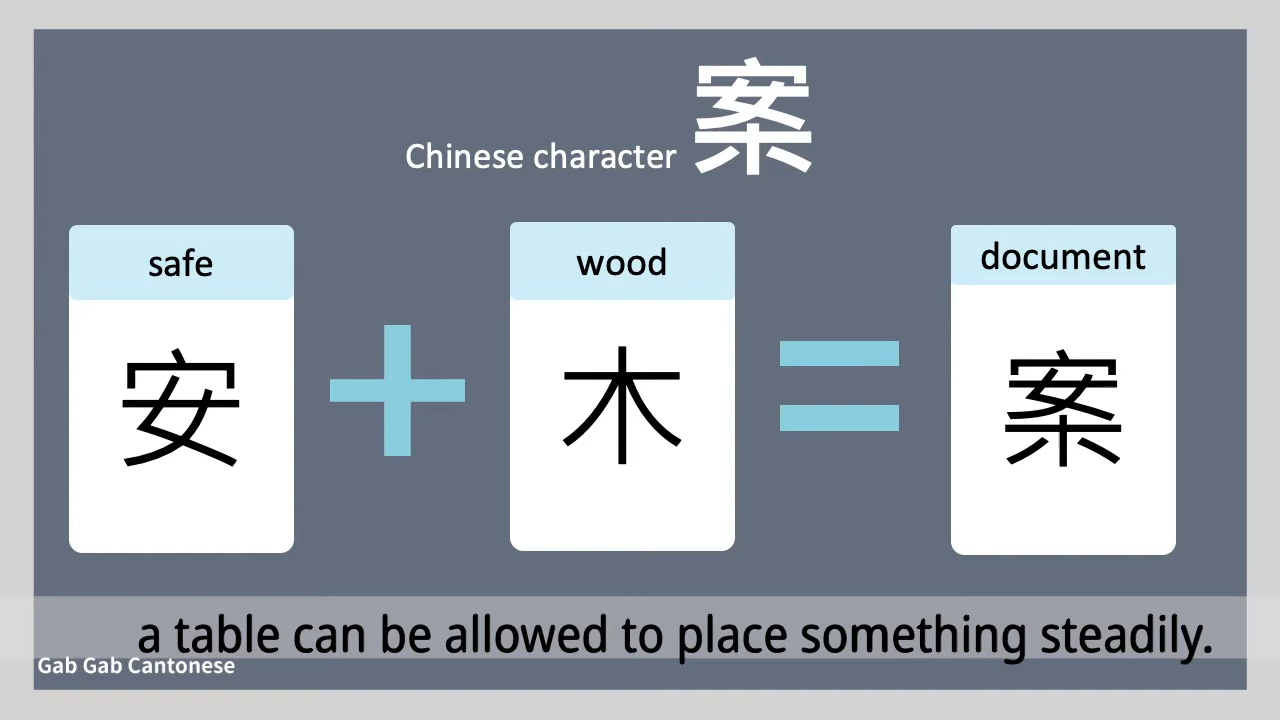 Chinese character 案
safe
wood
document
安
木
案
a table can be allowed to place something steadily.
Gab Gab Cantonese